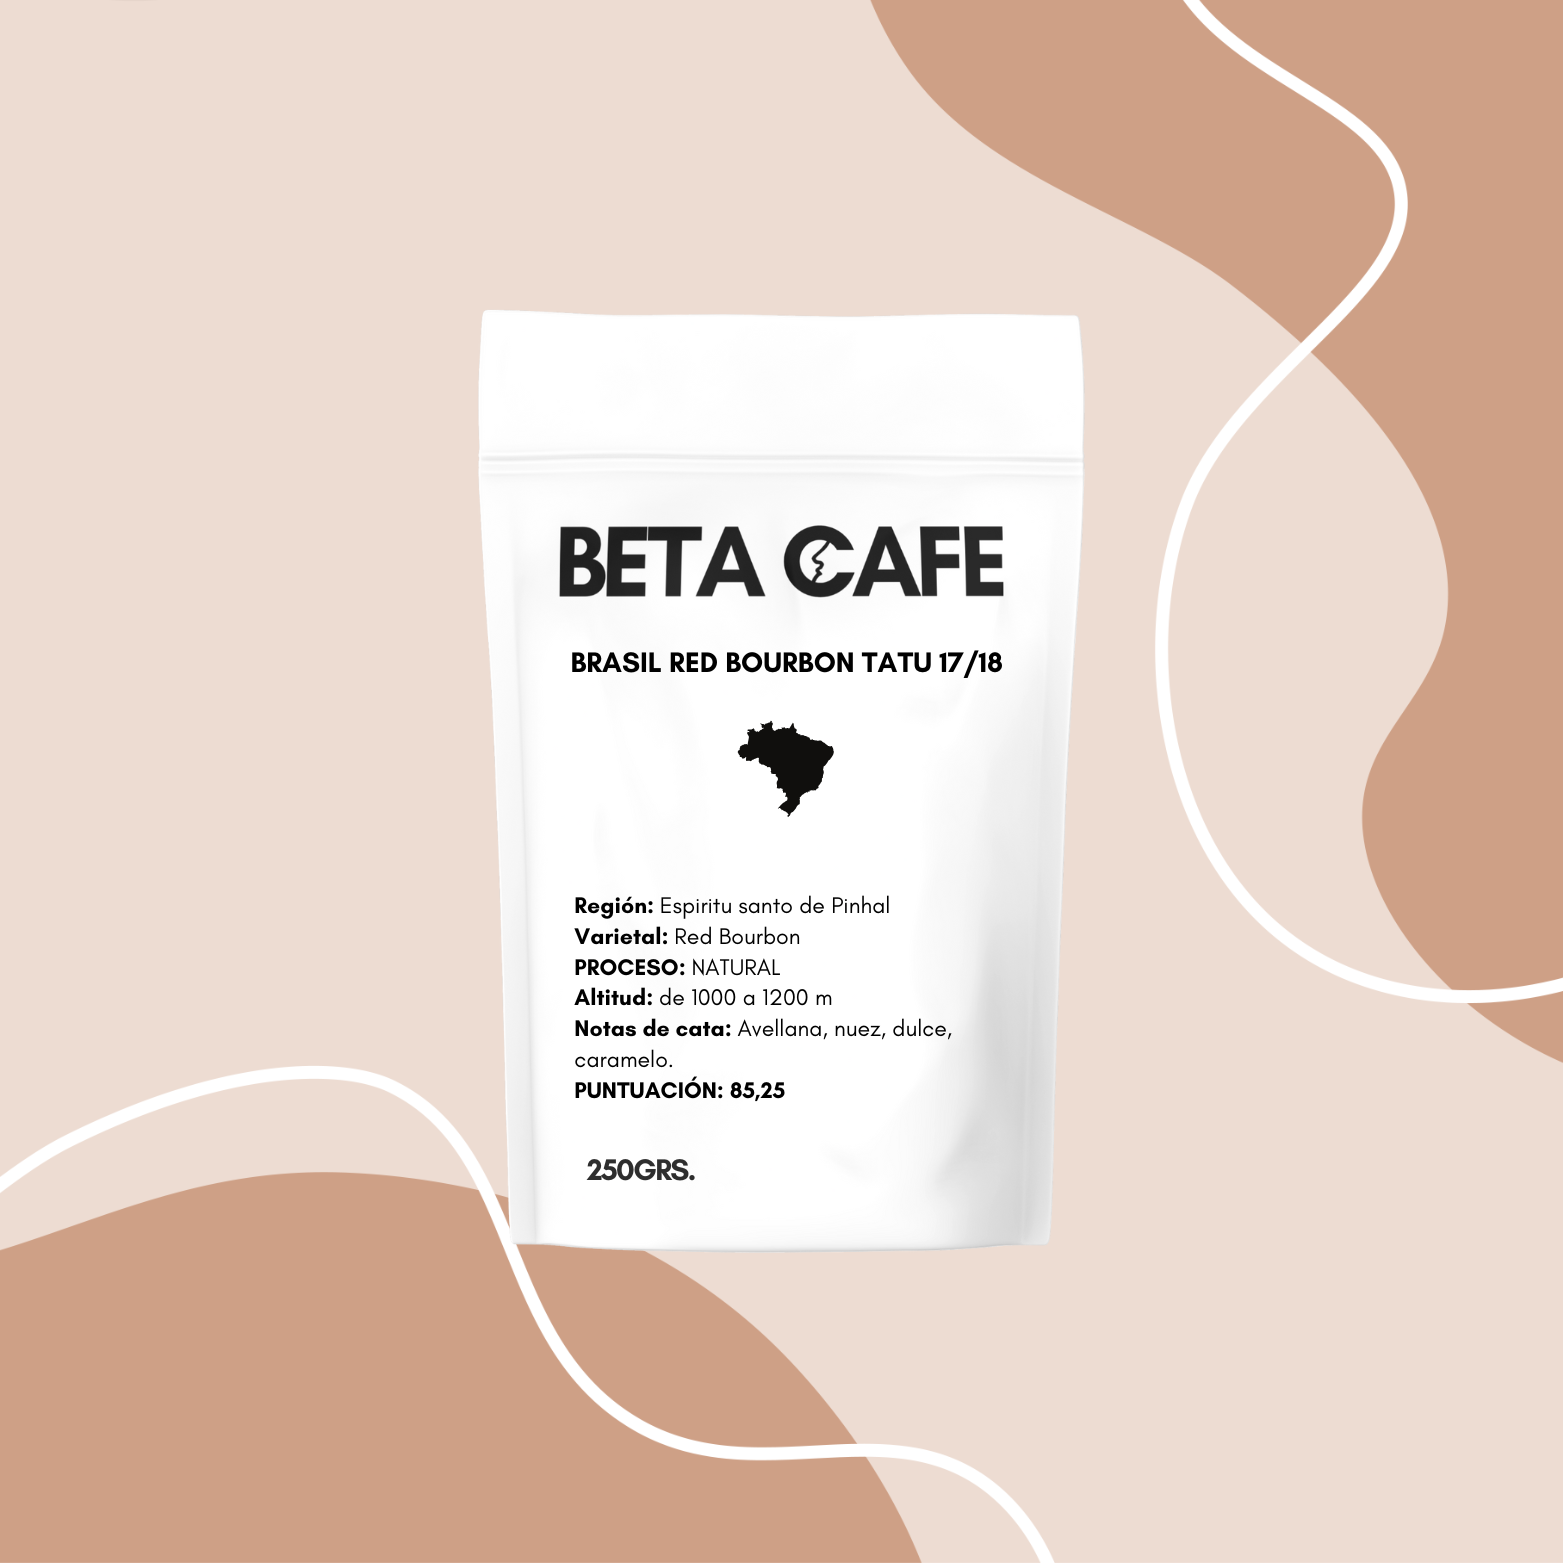 BETA CAFE
BRASIL RED BOURBON TATU 17/18
Región: Espiritu santo de Pinhal
Varietal: Red Bourbon
PROCESO: NATURAL
Altitud: de 1000 a 1200 m
Notas de cata: Avellana, nuez, dulce,
caramelo.
PUNTUACIÓN: 85,25
250GRS.